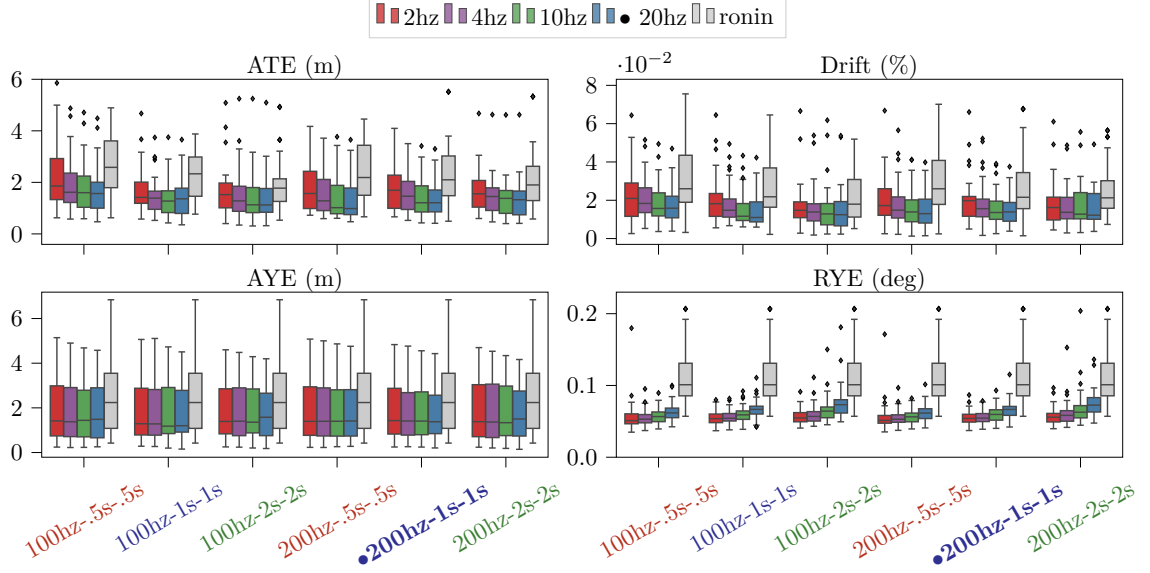 2hz 4hz 10hz ● 20hz ronin
ATE (m)
6
4
2
0
Drift (%)
·10⁻²
8
6
4
2
0
AYE (m)
6
4
2
0
100hz-.5s-.5s
100hz-1s-1s
100hz-2s-2s
200hz-.5s-.5s
●200hz-1s-1s
200hz-2s-2s
RYE (deg)
0.2
0.1
0.0
100hz-.5s-.5s
100hz-1s-1s
100hz-2s-2s
200hz-.5s-.5s
●200hz-1s-1s
200hz-2s-2s